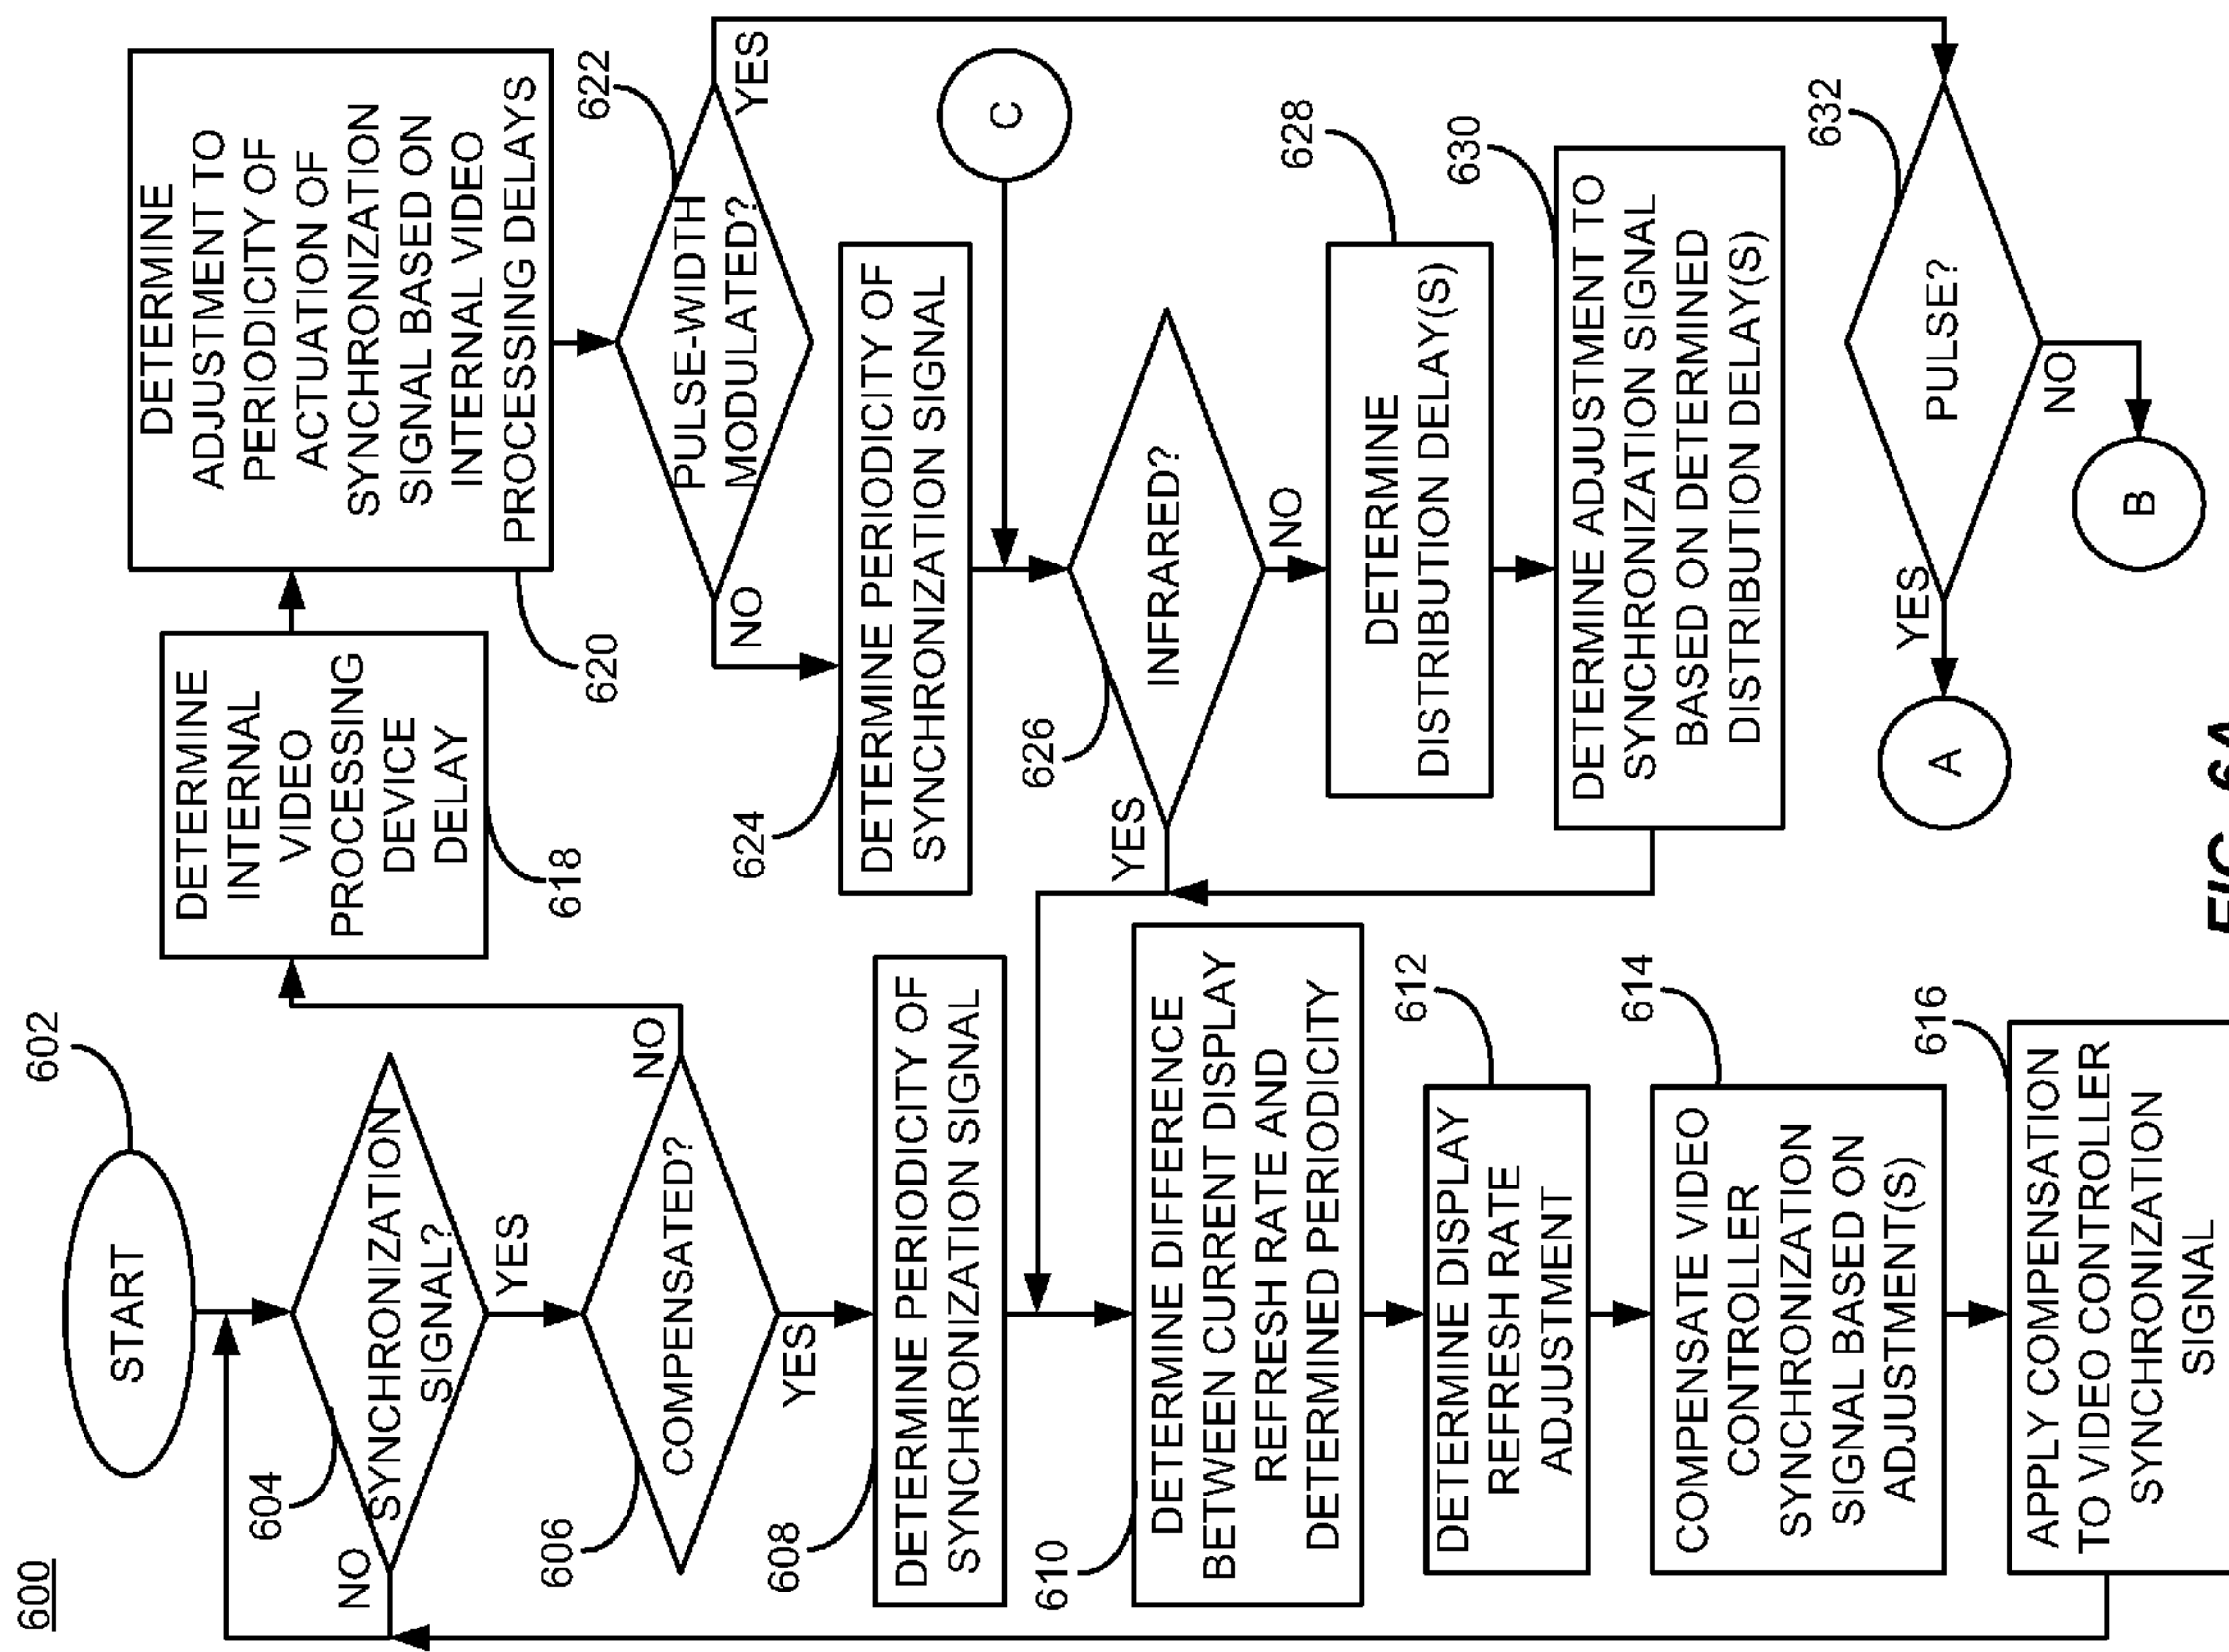 600
START
602
604
SYNCHRONIZATION
SIGNAL?
NO
YES
606
COMPENSATED?
NO
YES
608
DETERMINE PERIODICITY OF
SYNCHRONIZATION SIGNAL
610
DETERMINE DIFFERENCE
BETWEEN CURRENT DISPLAY
REFRESH RATE AND
DETERMINED PERIODICITY
612
DETERMINE DISPLAY
REFRESH RATE
ADJUSTMENT
614
COMPENSATE VIDEO
CONTROLLER
SYNCHRONIZATION
SIGNAL BASED ON
ADJUSTMENT(S)
616
APPLY COMPENSATION
TO VIDEO CONTROLLER
SYNCHRONIZATION
SIGNAL
DETERMINE
INTERNAL
VIDEO
PROCESSING
DEVICE
DELAY
618
DETERMINE
ADJUSTMENT TO
PERIODICITY OF
ACTUATION OF
SYNCHRONIZATION
SIGNAL BASED ON
INTERNAL VIDEO
PROCESSING DELAYS
620
622
PULSE-WIDTH
MODULATED?
NO
YES
624
DETERMINE PERIODICITY OF
SYNCHRONIZATION SIGNAL
C
626
INFRARED?
YES
NO
628
DETERMINE
DISTRIBUTION DELAY(S)
630
DETERMINE ADJUSTMENT TO
SYNCHRONIZATION SIGNAL
BASED ON DETERMINED
DISTRIBUTION DELAY(S)
632
PULSE?
YES
NO
A
B
FIG. 6A